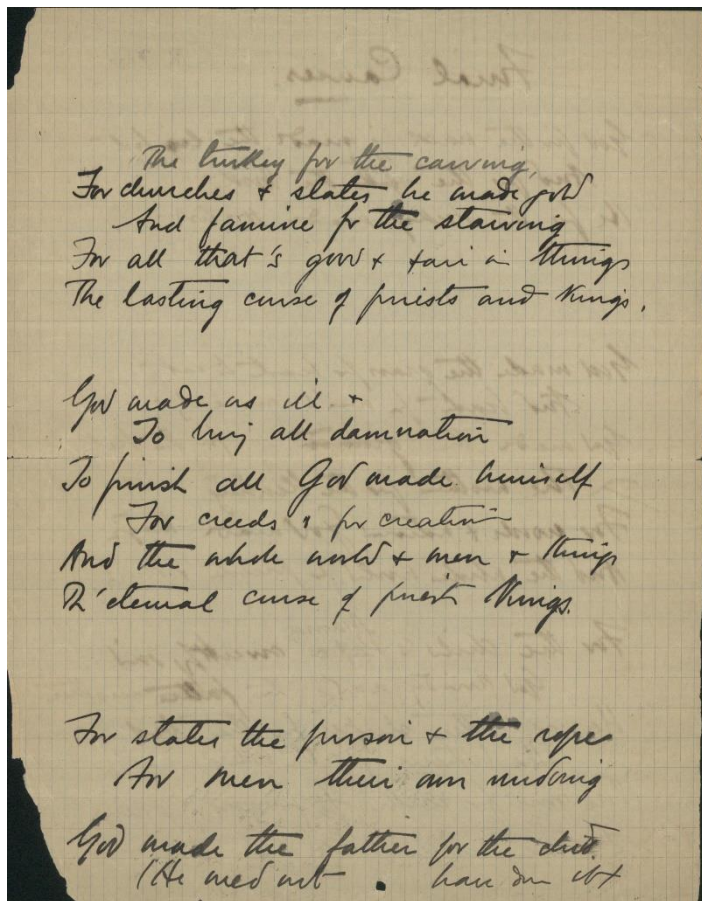 The turkey for the carving,
For churches & states he made gold
And famine for the starving
For all that's good & fair in things
The lasting curse of priests and Kings.
God made us ill &
To bring all damnation
To finish all God made himself
For creeds & for creation
And the whole world & men & things
Th'eternal curse of priests Kings.
For states the prison & the rope
For men their own undoing
God made the father for the child
(He need not have done it